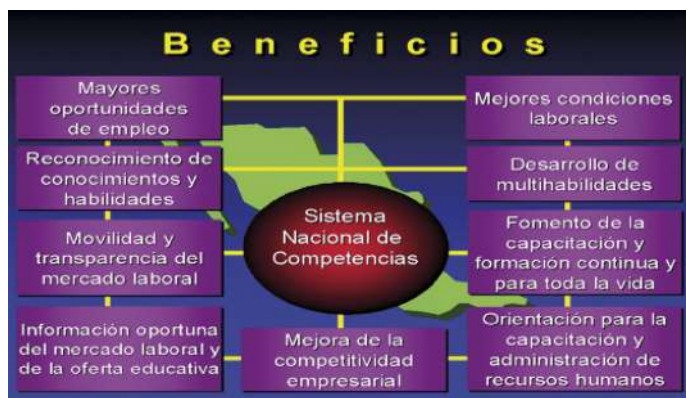 Beneficios
Mayores
oportunidades
de empleo
Reconocimiento de
conocimientos y
habilidades
Movilidad y
transparencia del
mercado laboral
Información oportuna
del mercado laboral y
de la oferta educativa
Sistema
Nacional de
Competencias
Mejora de la
competitividad
empresarial
Mejores condiciones
laborales
Desarrollo de
multihabilidades
Fomento de la
capacitación y
formación continua y
para toda la vida
Orientación para la
capacitación y
administración de
recursos humanos